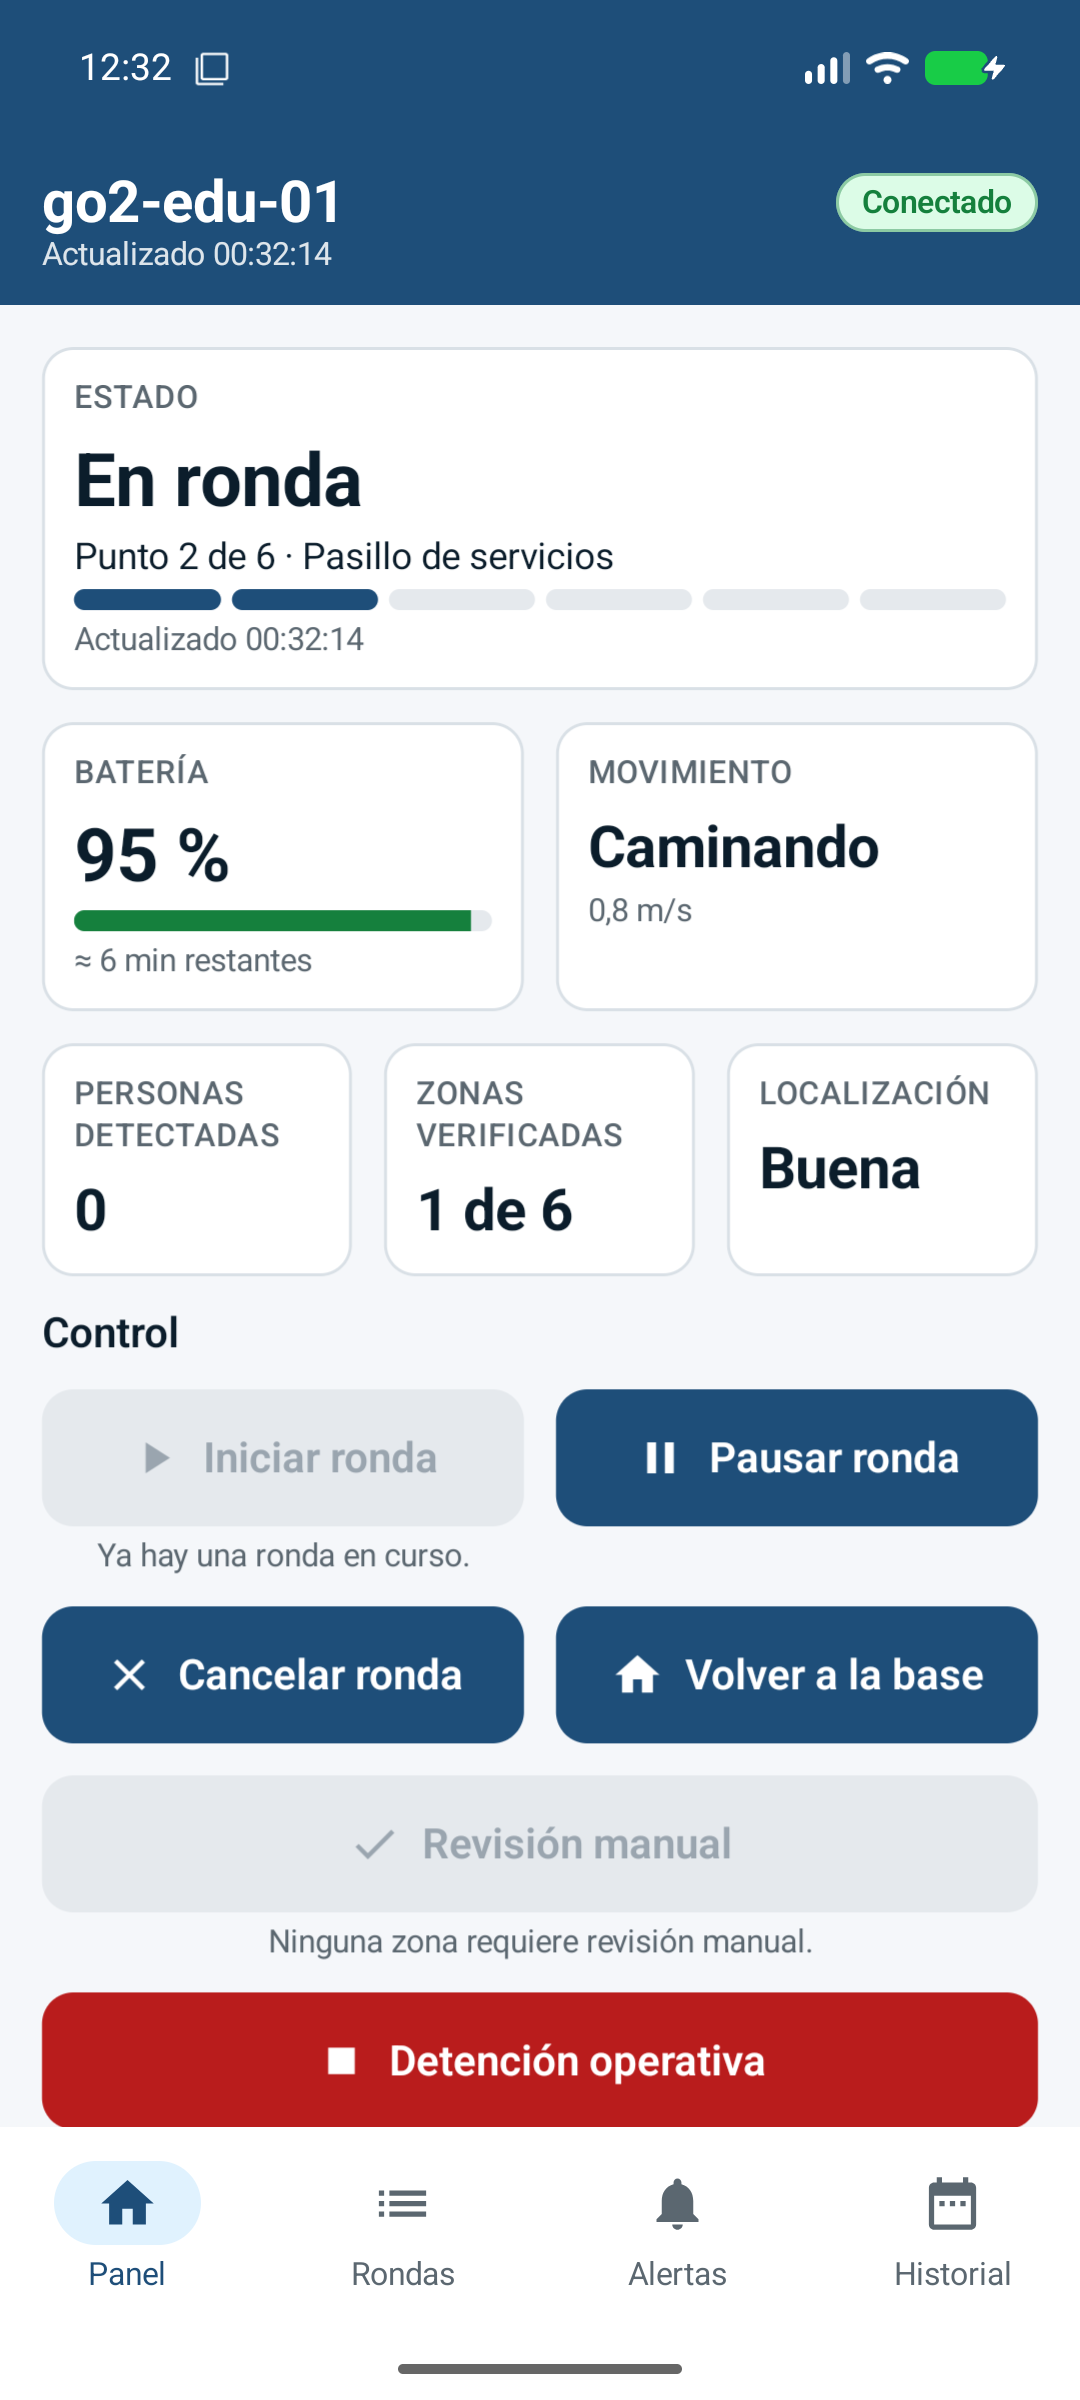 12:32
go2-edu-01
Conectado
Actualizado 00:32:14
ESTADO
En ronda
Punto 2 de 6 · Pasillo de servicios
Actualizado 00:32:14
BATERÍA
95 %
≈ 6 min restantes
MOVIMIENTO
Caminando
0,8 m/s
PERSONAS
DETECTADAS
0
ZONAS
VERIFICADAS
1 de 6
LOCALIZACIÓN
Buena
Control
Iniciar ronda
Pausar ronda
Ya hay una ronda en curso.
Cancelar ronda
Volver a la base
Revisión manual
Ninguna zona requiere revisión manual.
Detención operativa
Panel
Rondas
Alertas
Historial